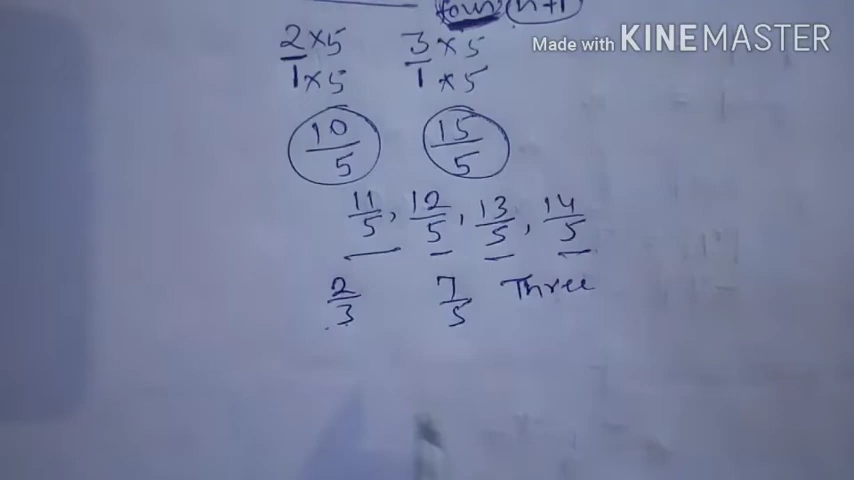 four (n+1)
Made with KINEMASTER
2×5 3×5
1×5 1×5
10/5 15/5
11/5, 12/5, 13/5, 14/5
2/3 7/5 Three